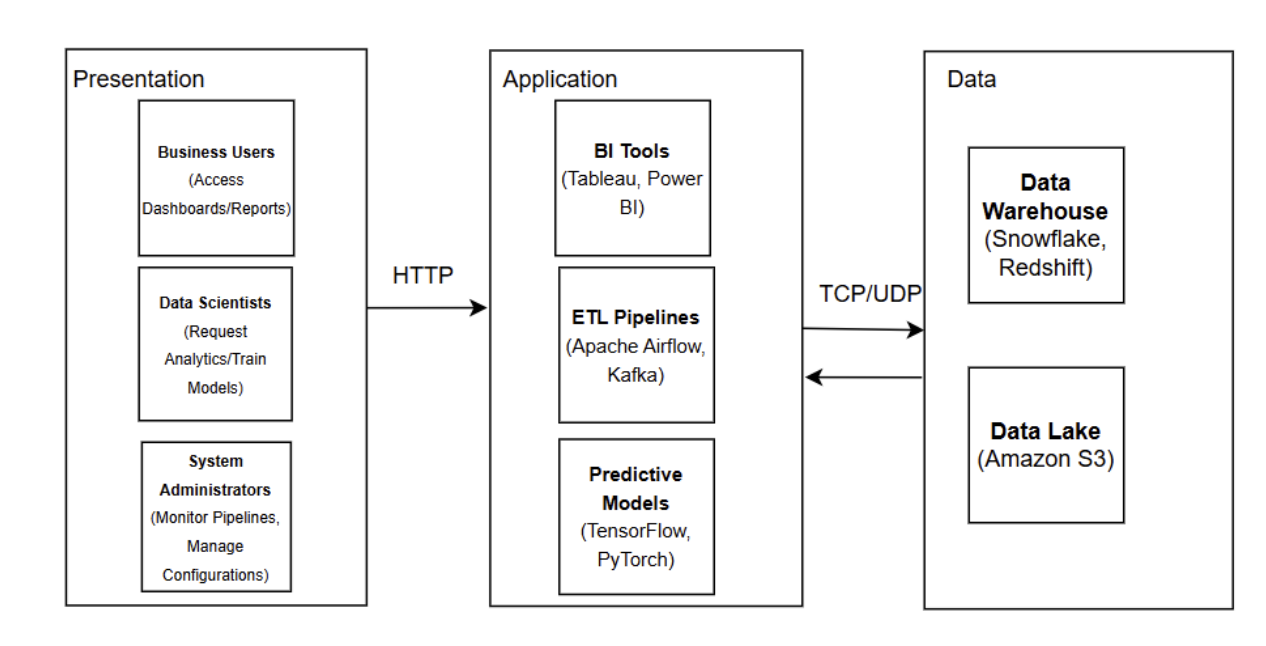 Presentation
Business Users
(Access
Dashboards/Reports)
Data Scientists
(Request
Analytics/Train
Models)
System
Administrators
(Monitor Pipelines,
Manage
Configurations)
HTTP
Application
BI Tools
(Tableau, Power
BI)
ETL Pipelines
(Apache Airflow,
Kafka)
Predictive
Models
(TensorFlow,
PyTorch)
TCP/UDP
Data
Data
Warehouse
(Snowflake,
Redshift)
Data Lake
(Amazon S3)